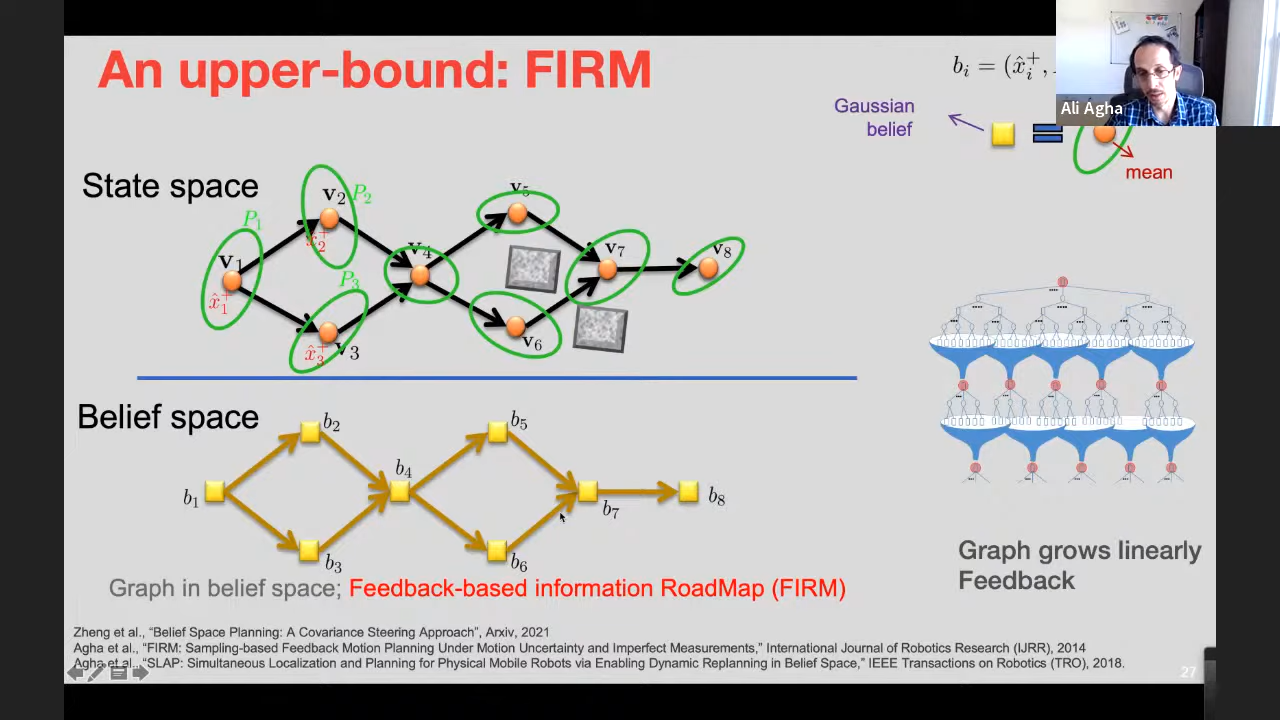 An upper-bound: FIRM
Ali Agha
Gaussian
belief
mean
State space
v₁
v₂
v₃
v₄
v₅
v₆
v₇
v₈
P₁
P₂
P₃
x̂₁⁺
x̂₂⁺
x̂₃⁺
bᵢ = (x̂ᵢ⁺,
Belief space
b₁
b₂
b₃
b₄
b₅
b₆
b₇
b₈
Graph in belief space; Feedback-based information RoadMap (FIRM)
Graph grows linearly
Feedback
Zheng et al., “Belief Space Planning: A Covariance Steering Approach”, Arxiv, 2021
Agha et al., “FIRM: Sampling-based Feedback Motion Planning Under Motion Uncertainty and Imperfect Measurements,” International Journal of Robotics Research (IJRR), 2014
Agha et al., “SLAP: Simultaneous Localization and Planning for Physical Mobile Robots via Enabling Dynamic Replanning in Belief Space,” IEEE Transactions on Robotics (TRO), 2018.
27